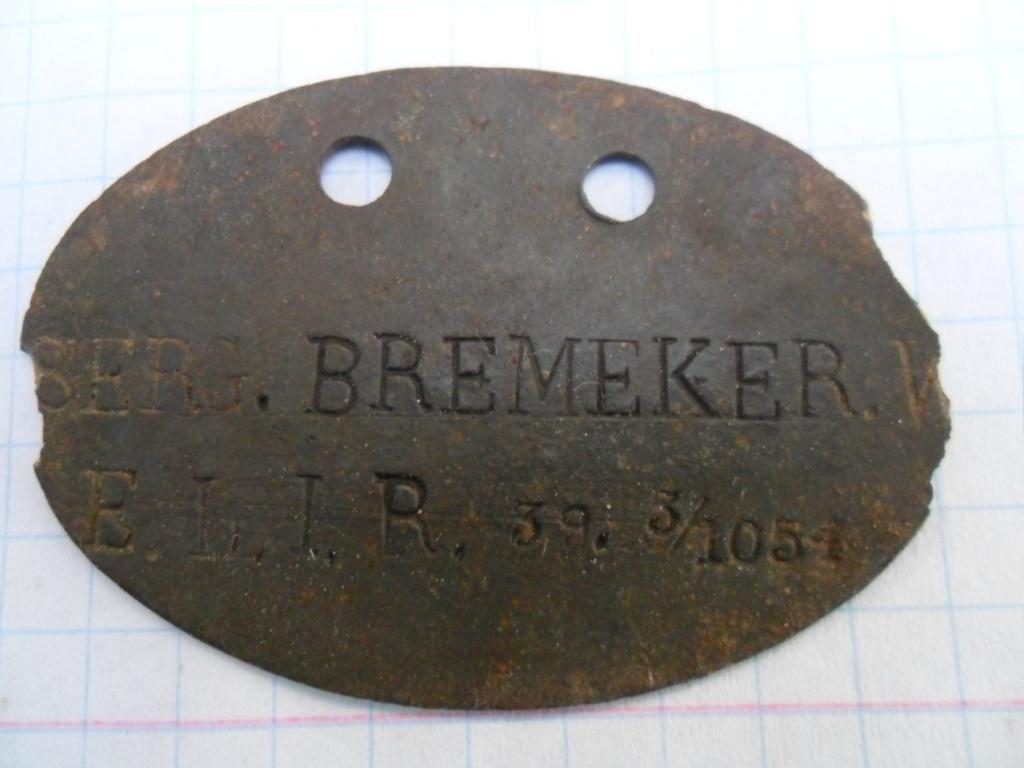 SERG. BREMEKER. W
E. L. I. R. 39. 3/1054